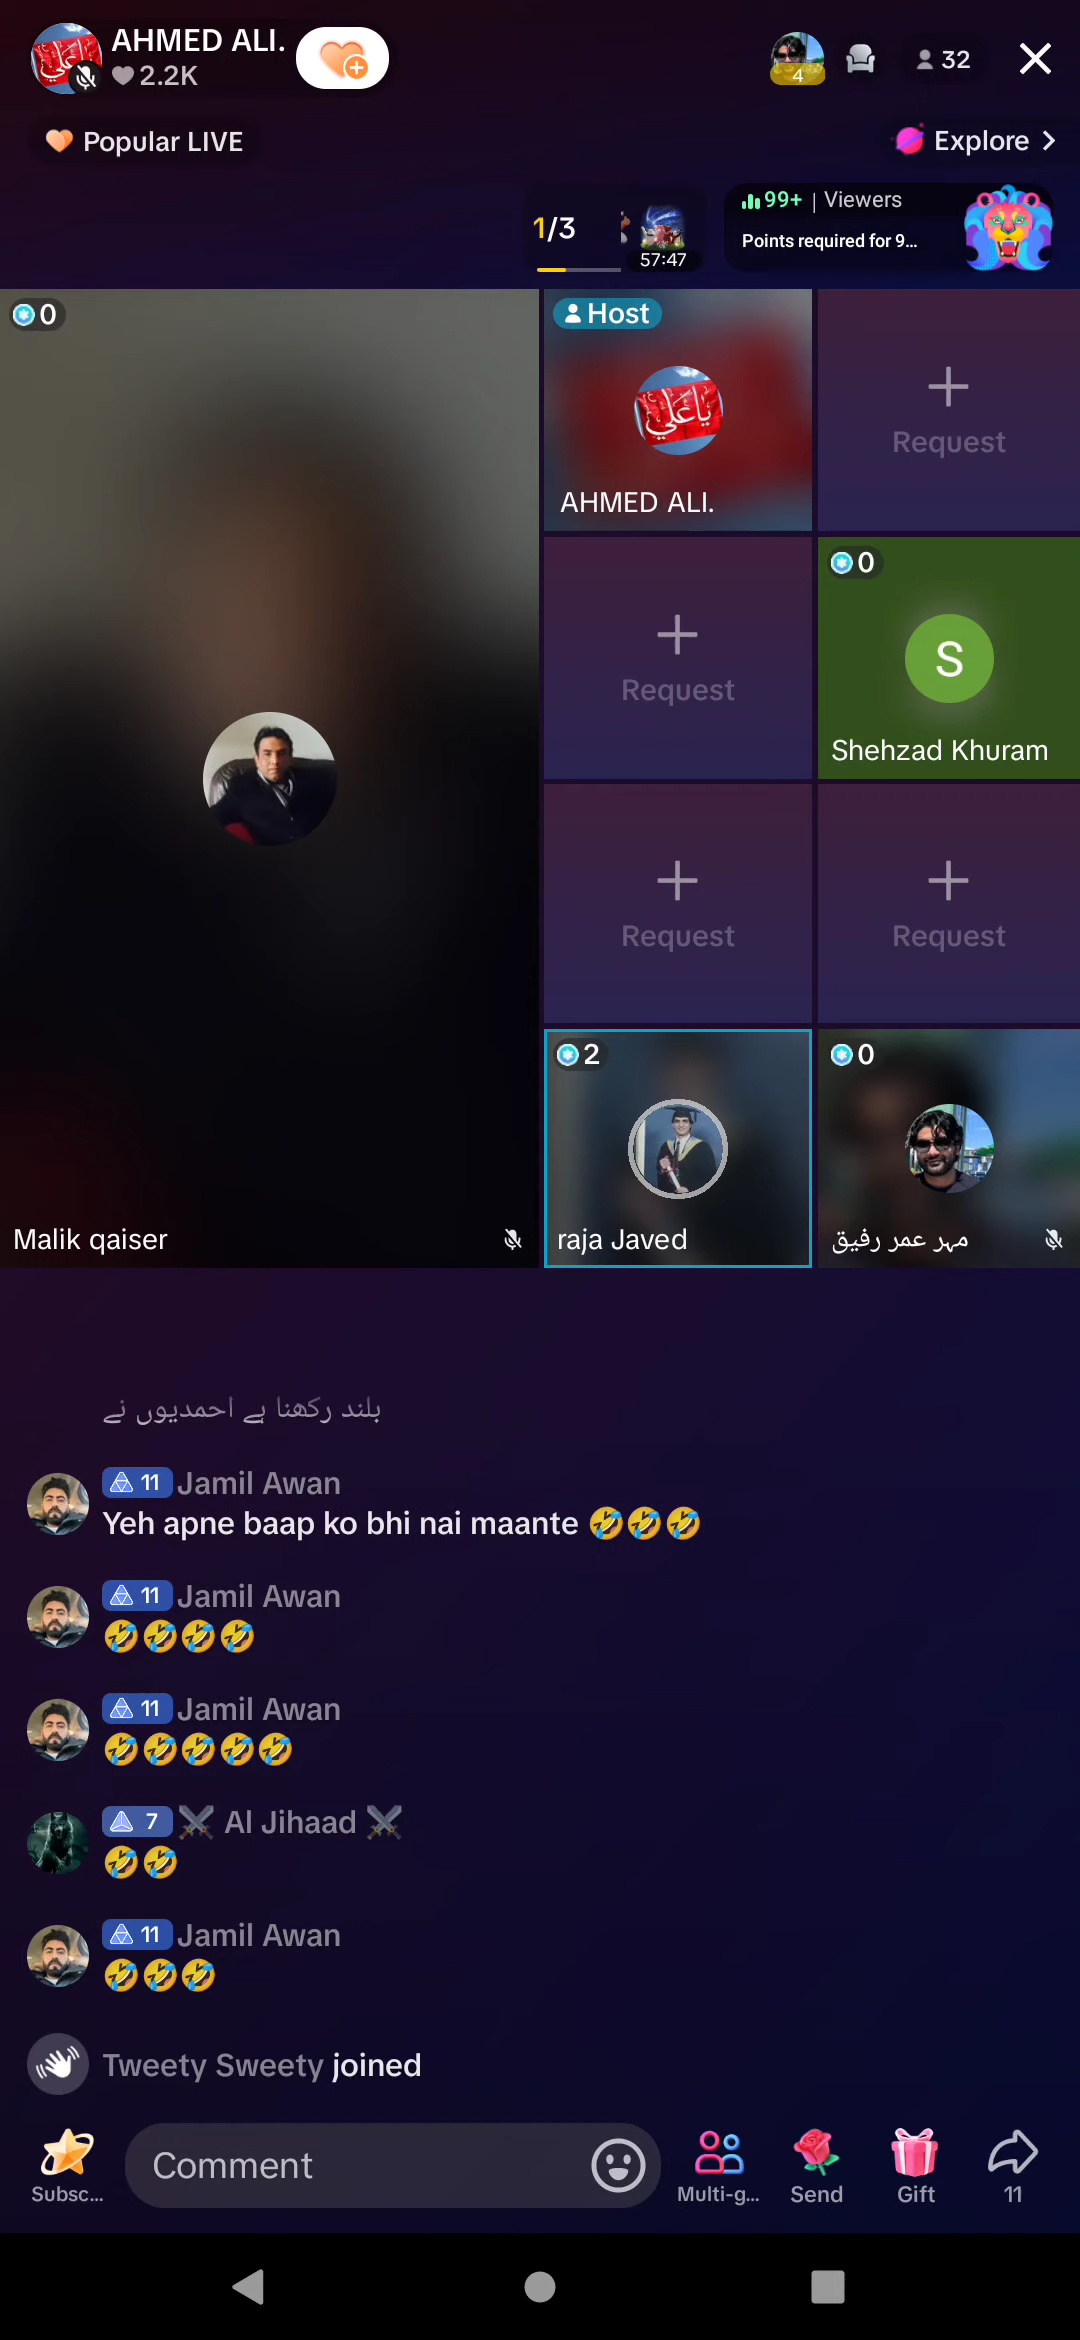 AHMED ALI.
2.2K
4
32
Popular LIVE
Explore
1/3
57:47
99+ | Viewers
Points required for 9...
0
Host
ياعلي
AHMED ALI.
Request
Request
0
S
Shehzad Khuram
Request
Request
Malik qaiser
2
raja Javed
0
مہر عمر رفیق
بلند رکھنا ہے احمدیوں نے
11 Jamil Awan
Yeh apne baap ko bhi nai maante 🤣🤣🤣
11 Jamil Awan
🤣🤣🤣🤣
11 Jamil Awan
🤣🤣🤣🤣🤣
7 ⚔️ Al Jihaad ⚔️
🤣🤣
11 Jamil Awan
🤣🤣🤣
Tweety Sweety joined
Subsc...
Comment
Multi-g...
Send
Gift
11